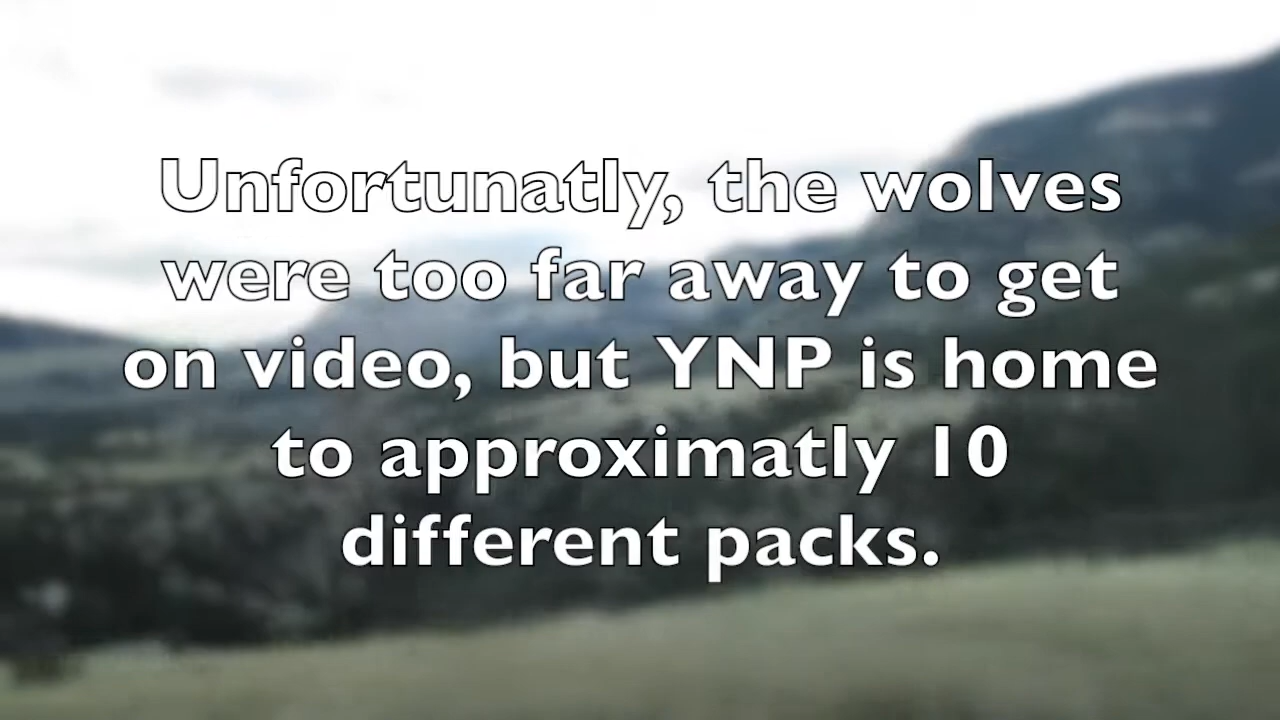 Unfortunatly, the wolves
were too far away to get
on video, but YNP is home
to approximatly 10
different packs.